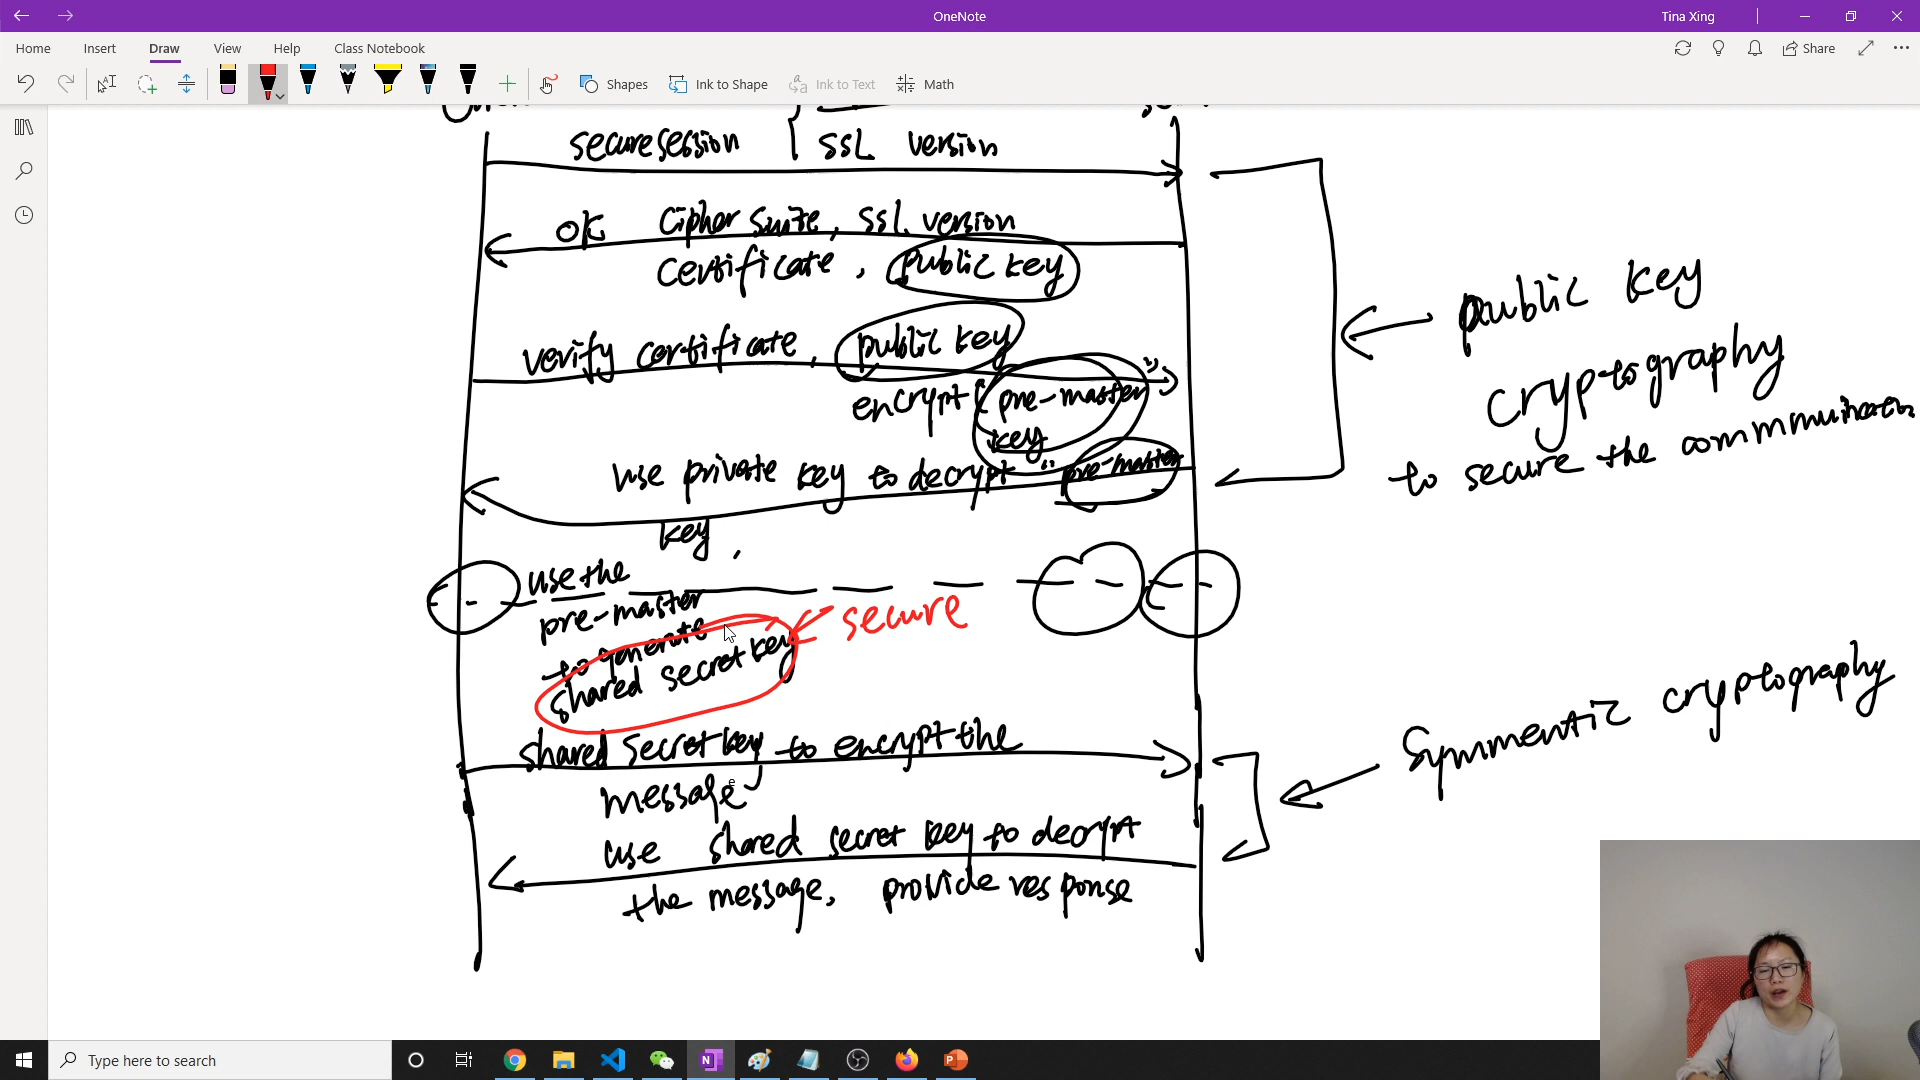 OneNote
Tina Xing
Home Insert Draw View Help Class Notebook
Share
Shapes Ink to Shape Ink to Text Math
secure session { SSL version
OK Cipher Suite, SSL version
certificate, public key
verify certificate, public key
encrypt ( pre-master
key
use private key to decrypt "pre-master
key,
use the
pre-master
to generate
shared secret key
secure
shared secret key to encrypt the
message
e
use shared secret key to decrypt
the message, provide response
public key
cryptography
to secure the
Symmentric cryptography
Type here to search